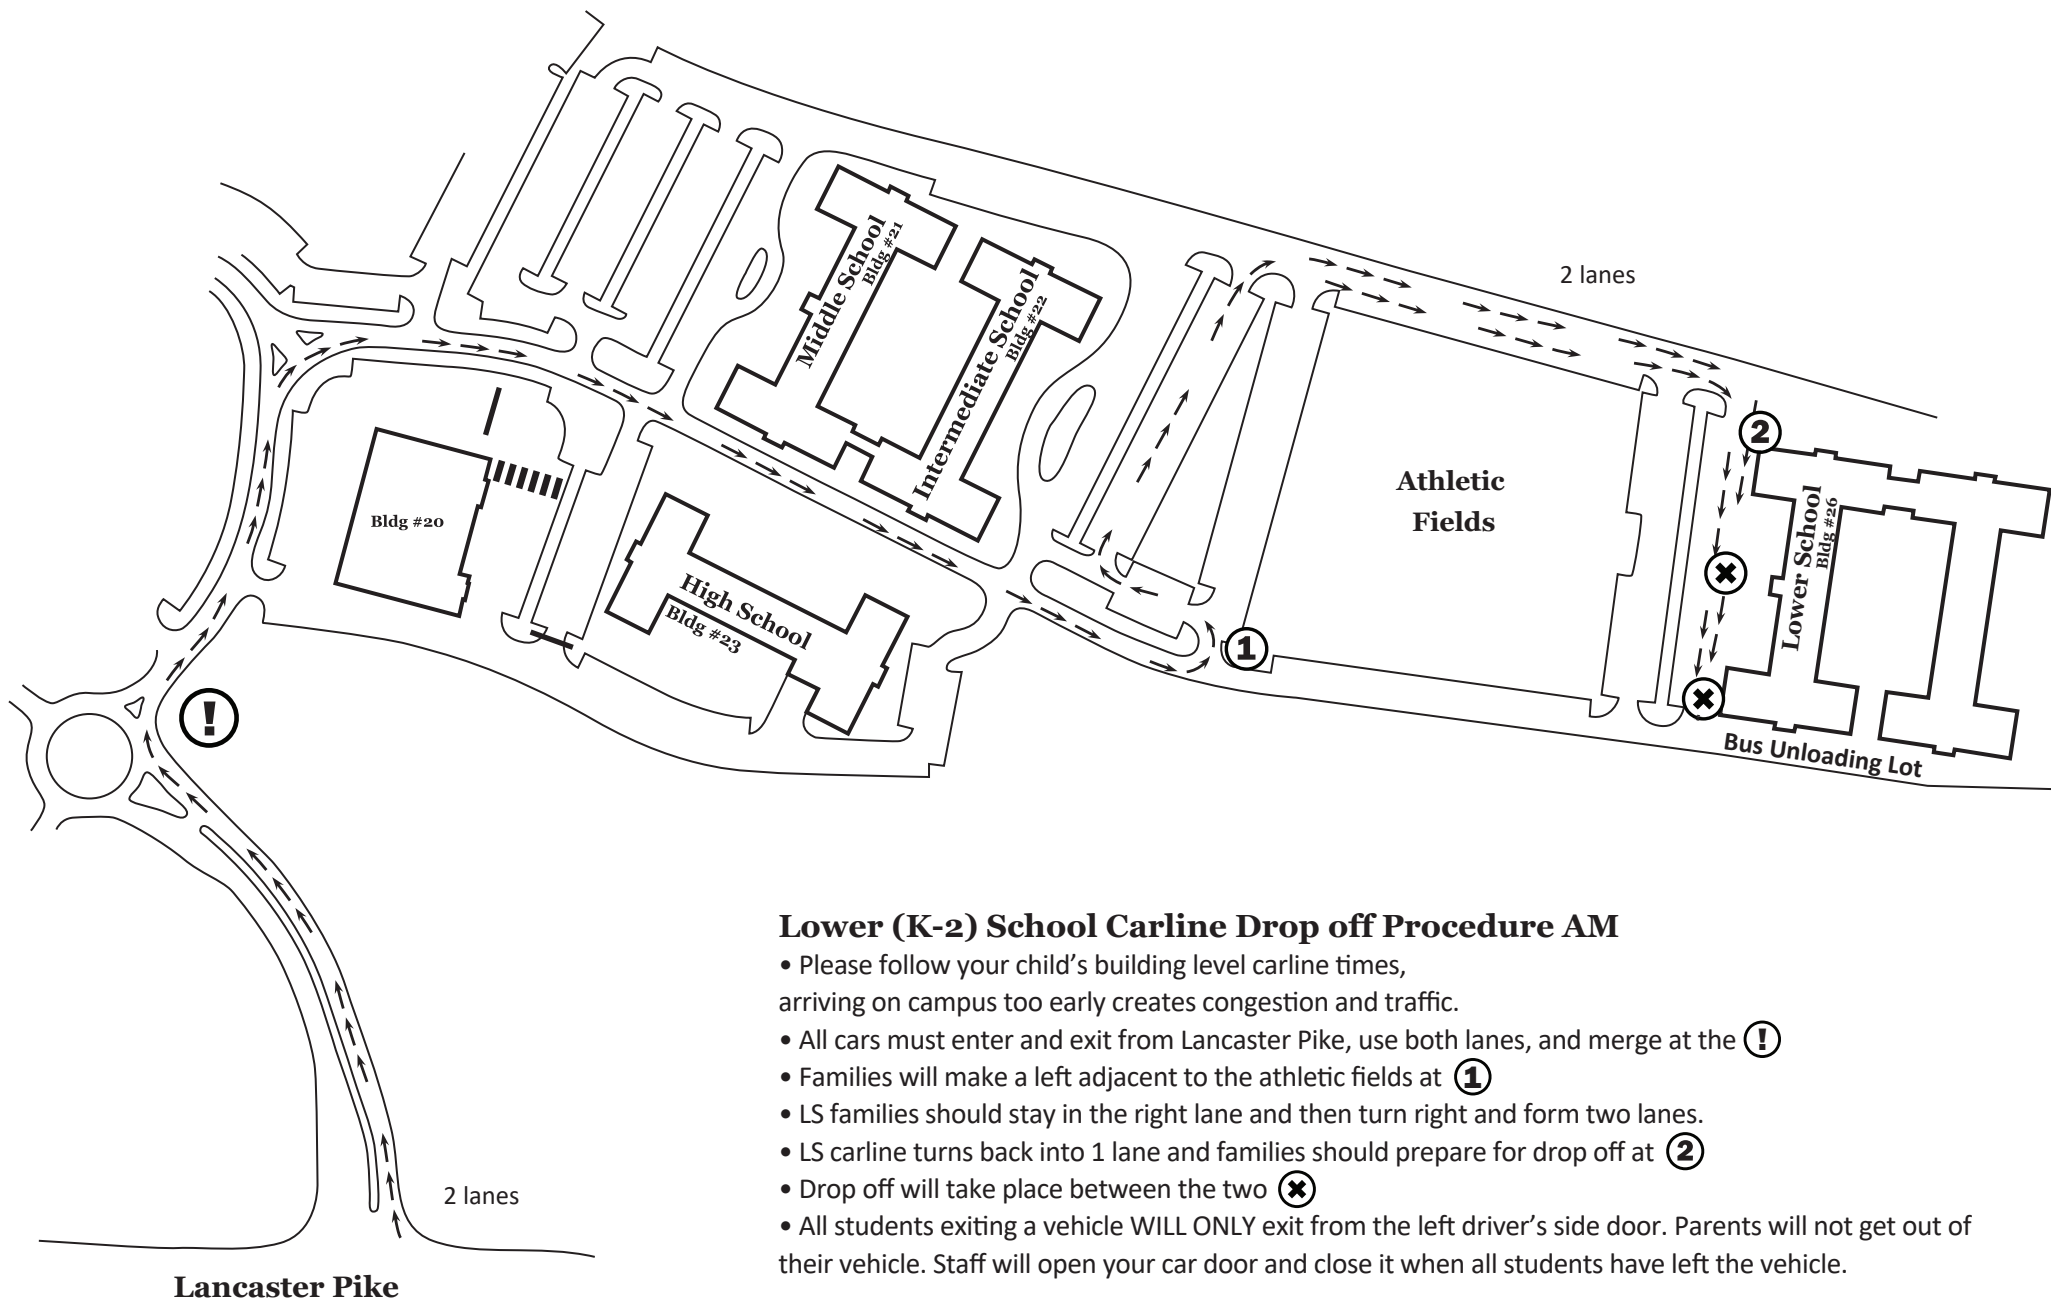 2 lanes
Middle School
Bldg #21
Intermediate School
Bldg #22
Athletic
Fields
2
Bldg #20
High School
Bldg #23
1
Lower School
Bldg #26
Bus Unloading Lot
!
2 lanes
Lancaster Pike
Lower (K-2) School Carline Drop off Procedure AM
• Please follow your child's building level carline times,
arriving on campus too early creates congestion and traffic.
• All cars must enter and exit from Lancaster Pike, use both lanes, and merge at the !
• Families will make a left adjacent to the athletic fields at 1
• LS families should stay in the right lane and then turn right and form two lanes.
• LS carline turns back into 1 lane and families should prepare for drop off at 2
• Drop off will take place between the two ✖
• All students exiting a vehicle WILL ONLY exit from the left driver's side door. Parents will not get out of
their vehicle. Staff will open your car door and close it when all students have left the vehicle.